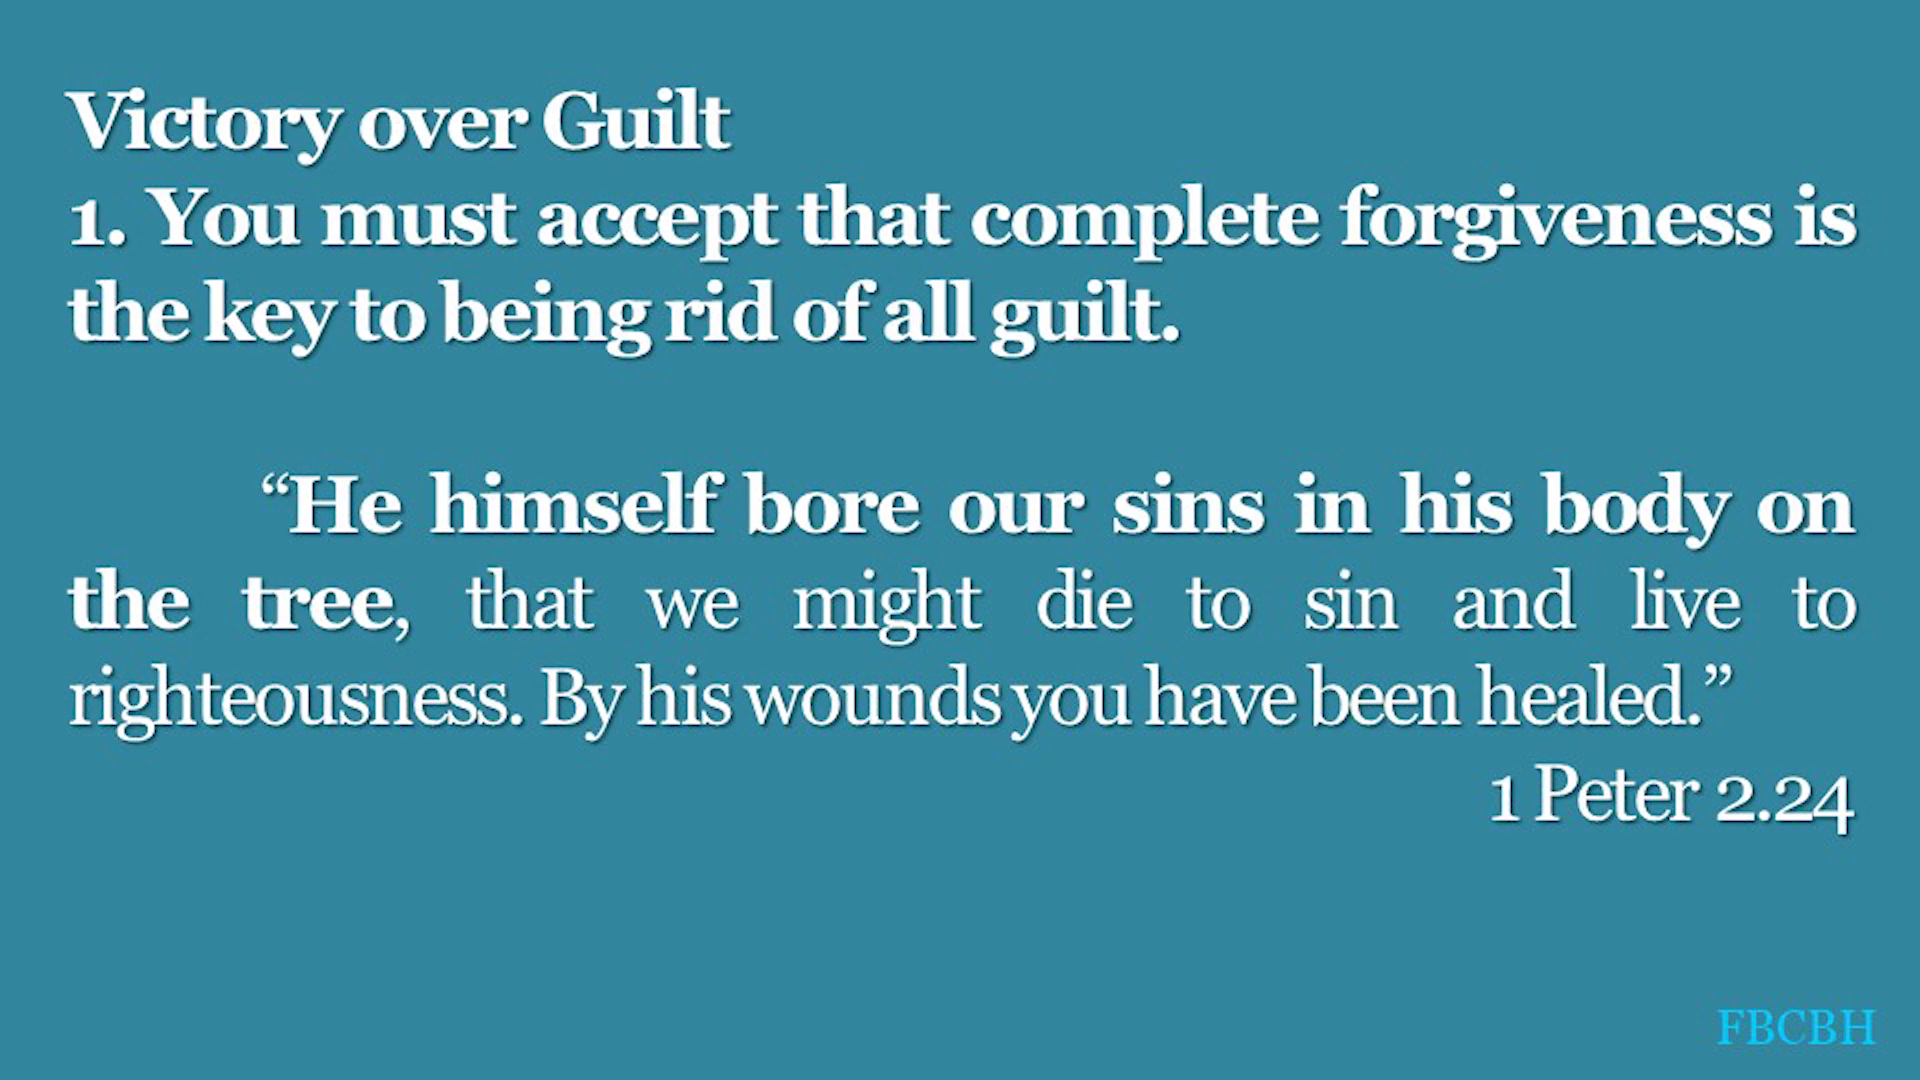 Victory over Guilt
1. You must accept that complete forgiveness is
the key to being rid of all guilt.
“He himself bore our sins in his body on
the tree, that we might die to sin and live to
righteousness. By his wounds you have been healed.”
1 Peter 2.24
FBCBH